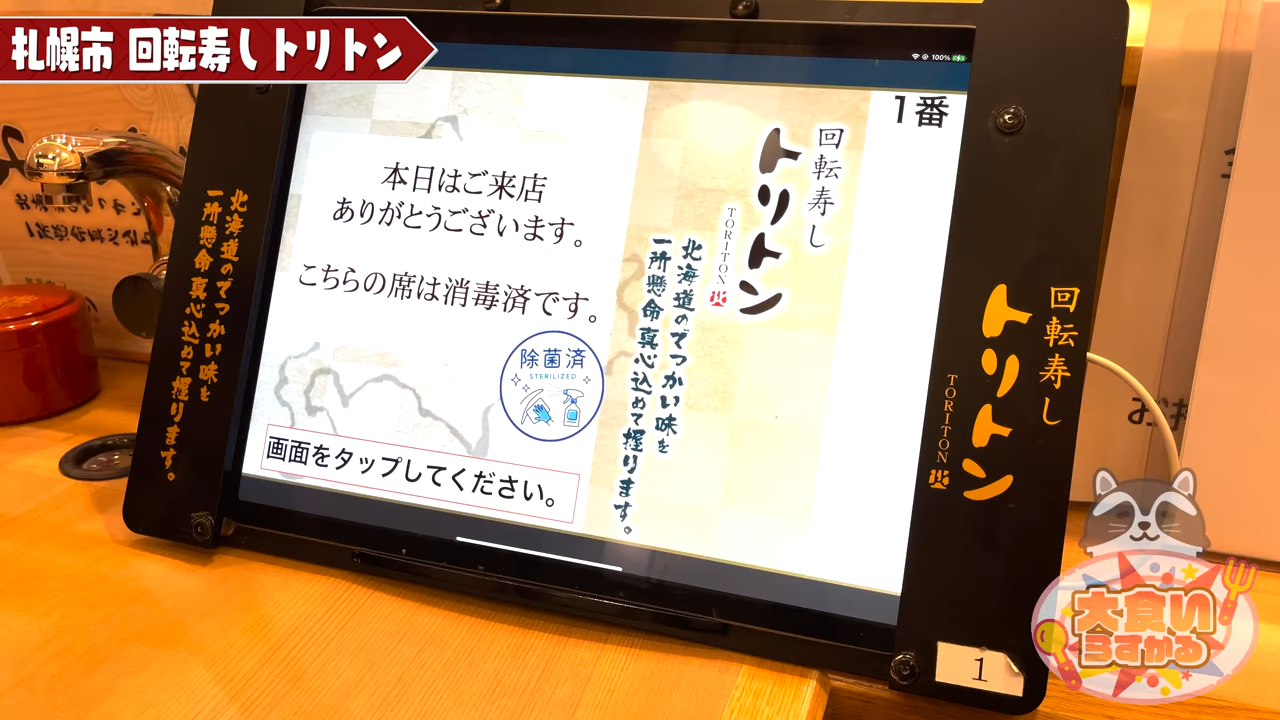 札幌市 回転寿しトリトン
100%
1番
本日はご来店
ありがとうございます。
こちらの席は消毒済です。
除菌済
STERILIZED
画面をタップしてください。
回転寿し
トリトン
TORITON
北海道のでっかい味を
一所懸命真心込めて握ります。
北海道のでっかい味を
一所懸命真心込めて握ります。
回転寿し
トリトン
TORITON
1
大食い
らすかる